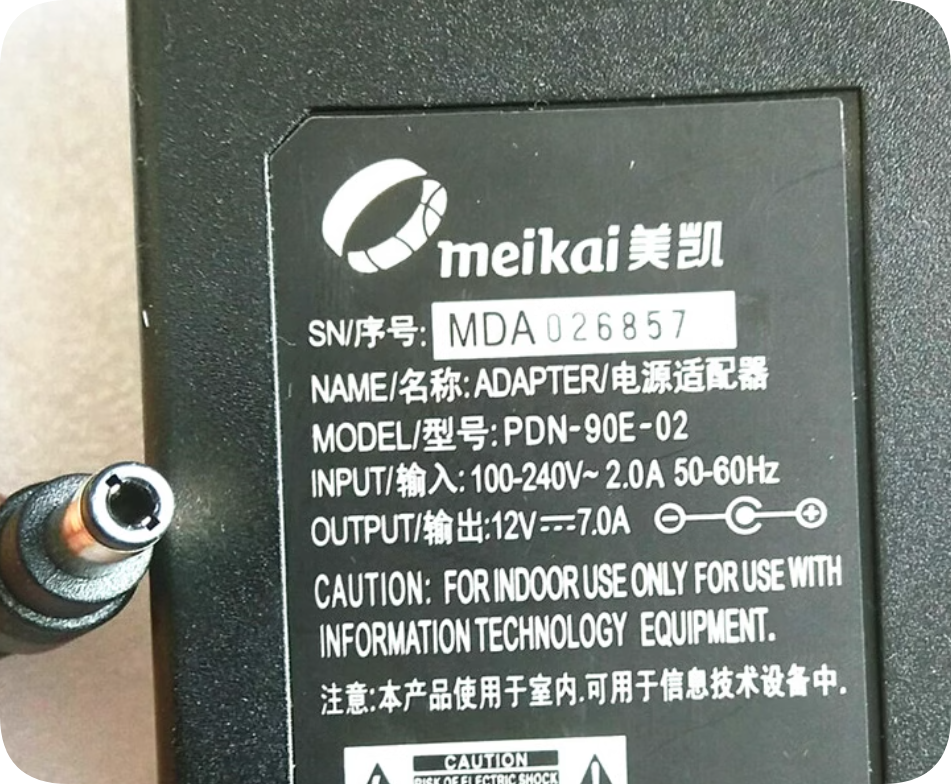 meikai 美凯
SN/序号: MDA026857
NAME/名称: ADAPTER/电源适配器
MODEL/型号: PDN-90E-02
INPUT/输入: 100-240V~ 2.0A 50-60Hz
OUTPUT/输出:12V⎓7.0A
CAUTION: FOR INDOOR USE ONLY FOR USE WITH
INFORMATION TECHNOLOGY EQUIPMENT.
注意:本产品使用于室内.可用于信息技术设备中.
CAUTION
RISK OF ELECTRIC SHOCK